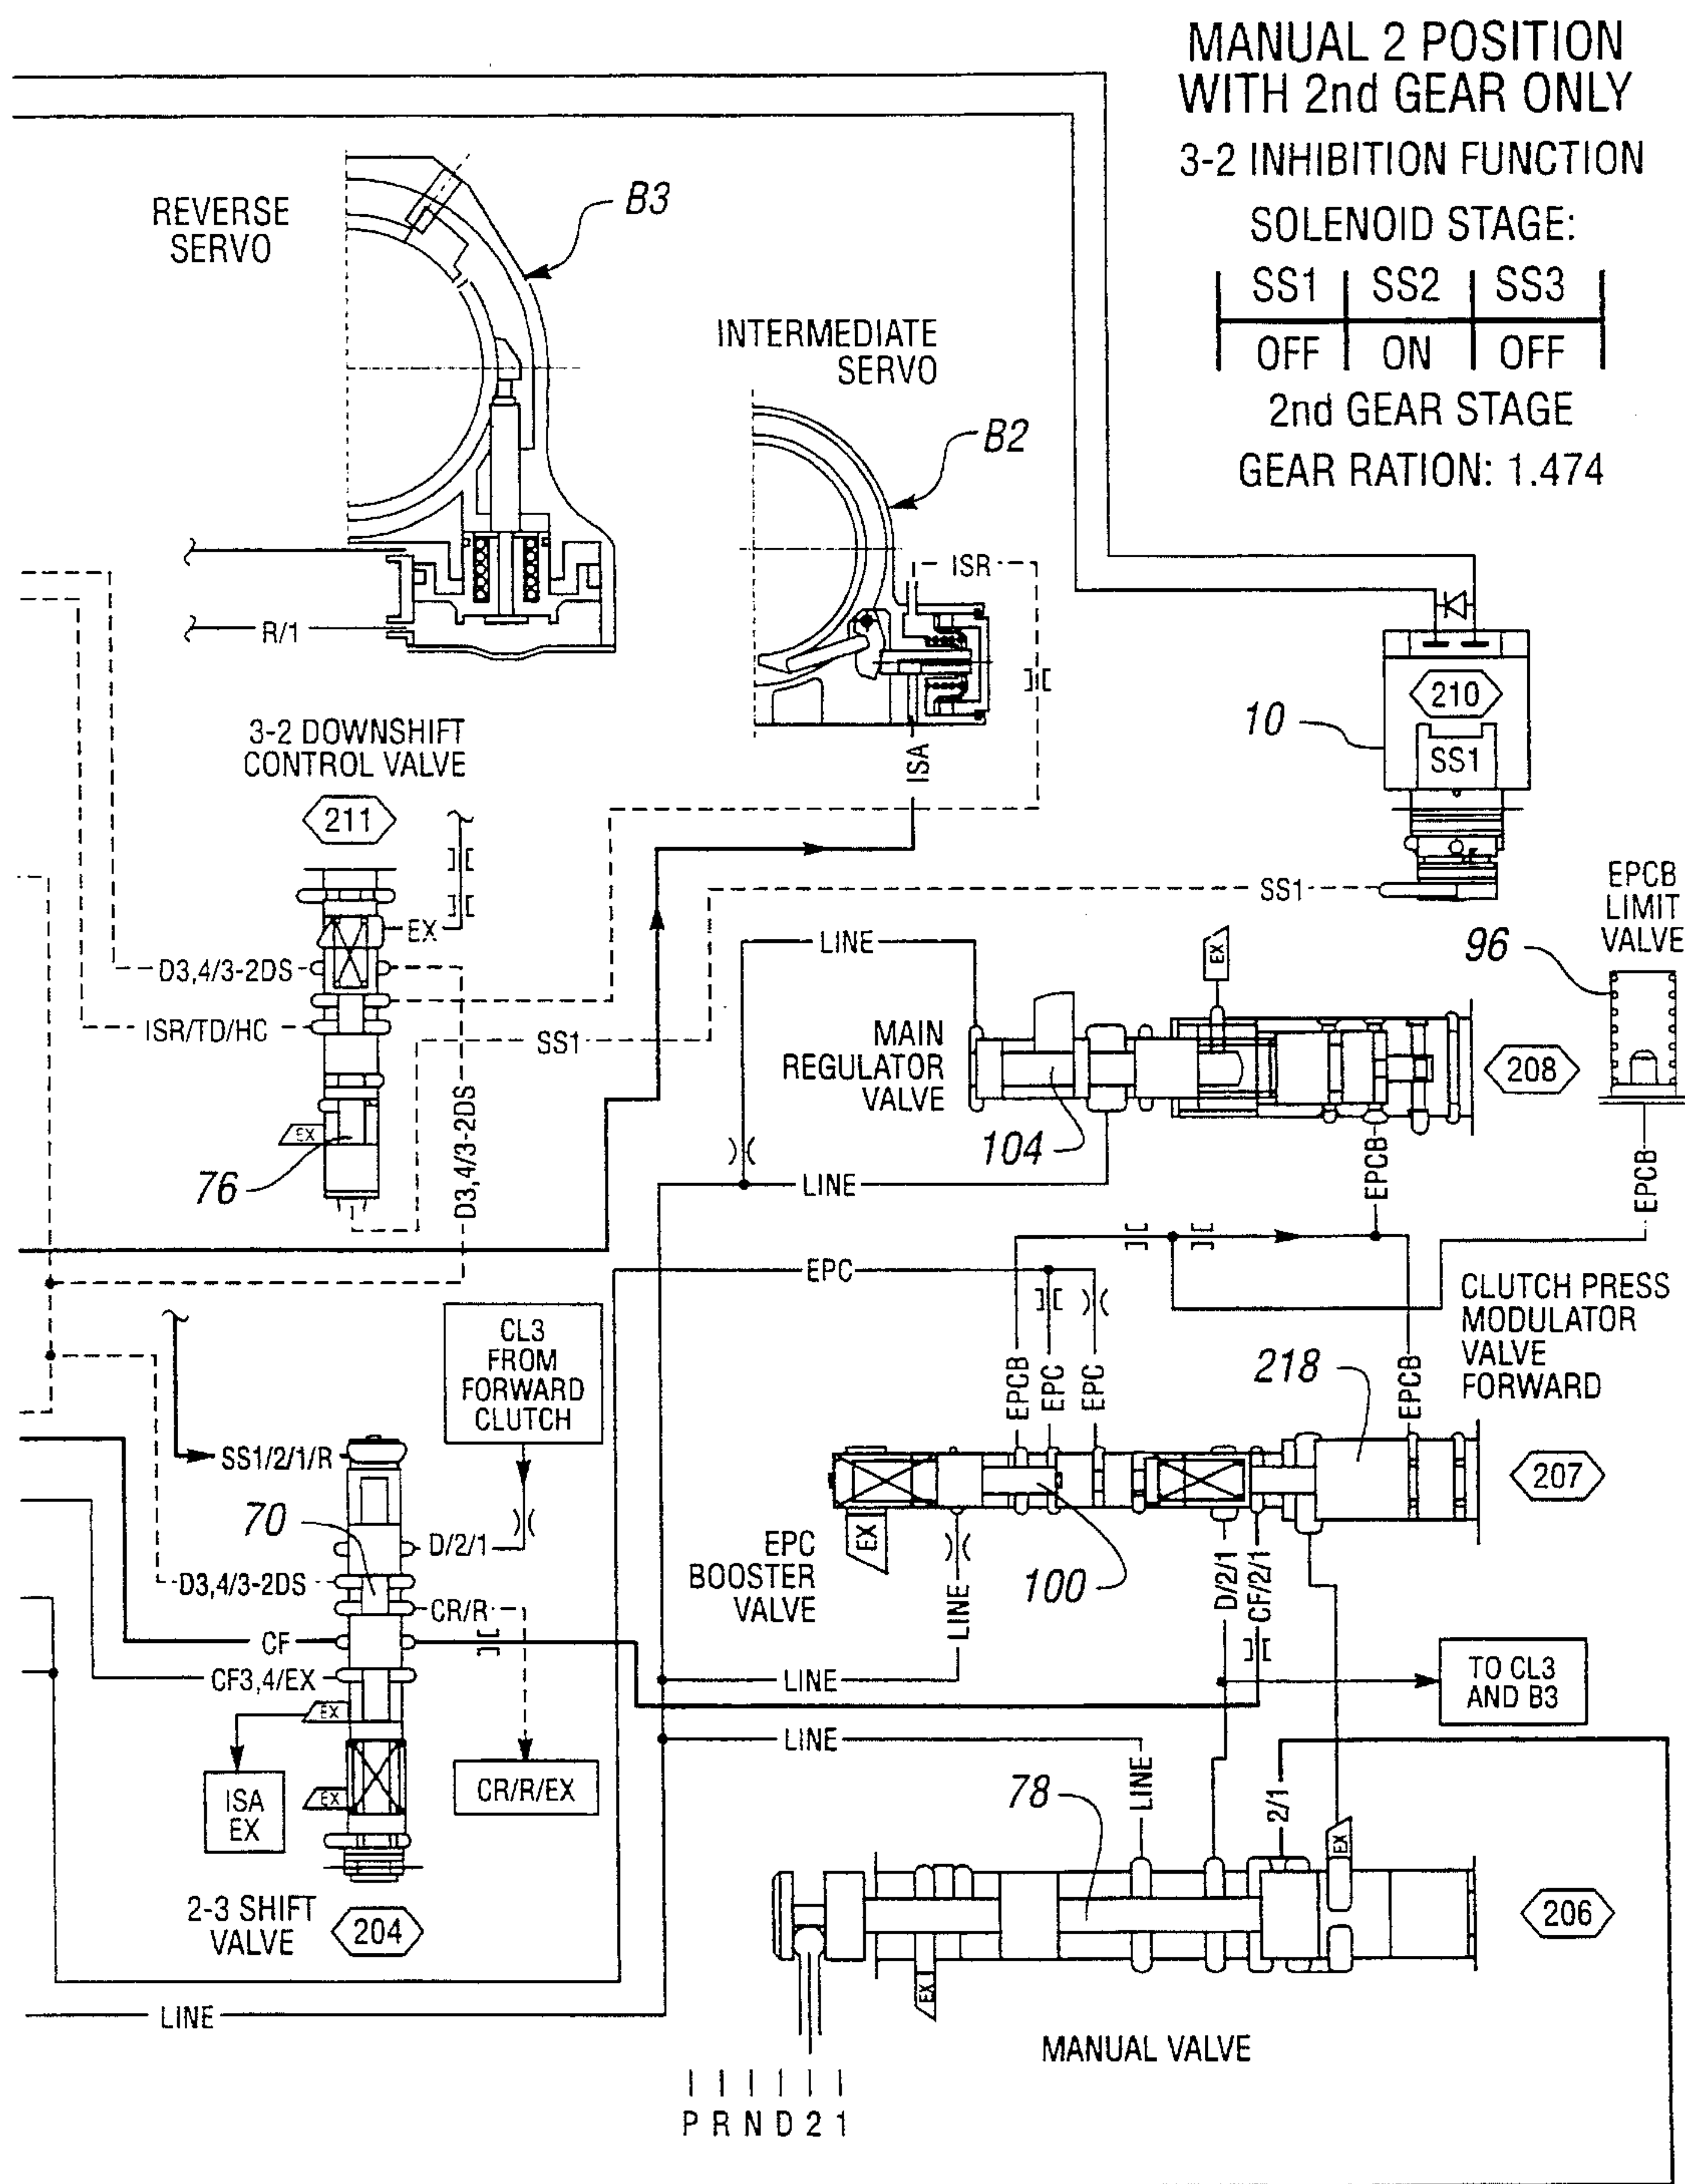 MANUAL 2 POSITION
WITH 2nd GEAR ONLY
3-2 INHIBITION FUNCTION
SOLENOID STAGE:
SS1 SS2 SS3
OFF ON OFF
2nd GEAR STAGE
GEAR RATION: 1.474
REVERSE
SERVO
B3
INTERMEDIATE
SERVO
B2
R/1
ISR
ISA
210
10
SS1
3-2 DOWNSHIFT
CONTROL VALVE
211
EX
D3,4/3-2DS
ISR/TD/HC
SS1
SS1
D3,4/3-2DS
EX
76
EPCB
LIMIT
VALVE
96
LINE
EX
MAIN
REGULATOR
VALVE
208
104
LINE
EPCB
EPCB
EPC
CLUTCH PRESS
MODULATOR
VALVE
FORWARD
218
CL3
FROM
FORWARD
CLUTCH
EPCB
EPC
EPC
EPCB
SS1/2/1/R
207
70
D/2/1
EX
EPC
BOOSTER
VALVE
100
LINE
D/2/1
CF/2/1
D3,4/3-2DS
CR/R
CF
CF3,4/EX
LINE
TO CL3
AND B3
EX
LINE
LINE
2/1
EX
ISA
EX
EX
CR/R/EX
78
2-3 SHIFT
VALVE
204
206
EX
LINE
MANUAL VALVE
P R N D 2 1